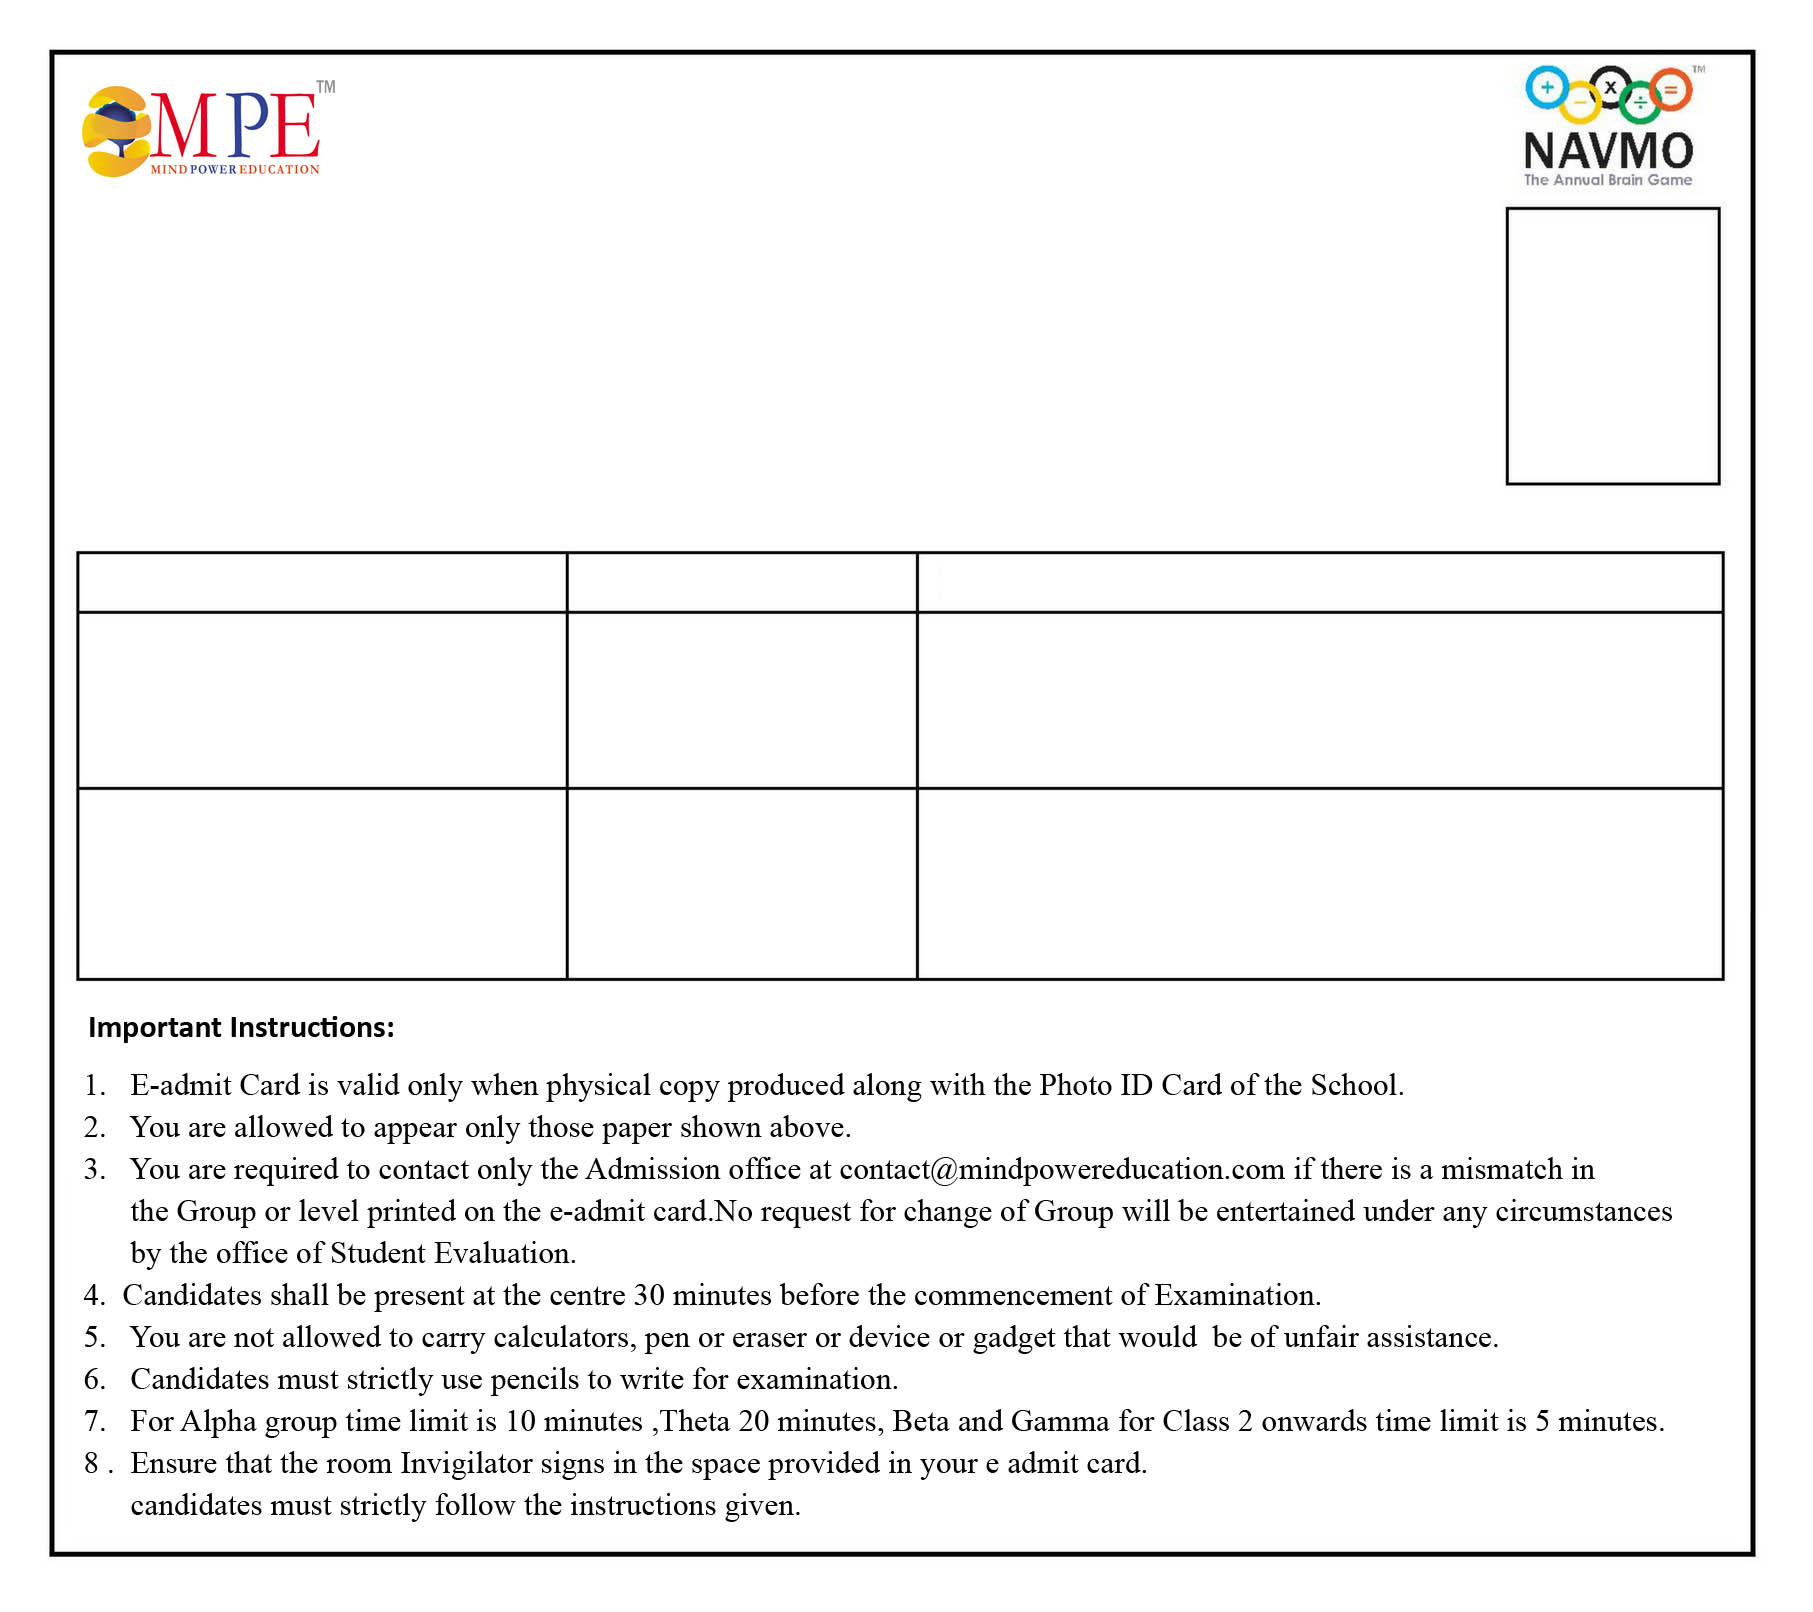 MPE TM
MIND POWER EDUCATION
+ − x ÷ = TM
NAVMO
The Annual Brain Game
Important Instructions:
1. E-admit Card is valid only when physical copy produced along with the Photo ID Card of the School.
2. You are allowed to appear only those paper shown above.
3. You are required to contact only the Admission office at contact@mindpowereducation.com if there is a mismatch in
the Group or level printed on the e-admit card.No request for change of Group will be entertained under any circumstances
by the office of Student Evaluation.
4. Candidates shall be present at the centre 30 minutes before the commencement of Examination.
5. You are not allowed to carry calculators, pen or eraser or device or gadget that would  be of unfair assistance.
6. Candidates must strictly use pencils to write for examination.
7. For Alpha group time limit is 10 minutes ,Theta 20 minutes, Beta and Gamma for Class 2 onwards time limit is 5 minutes.
8 . Ensure that the room Invigilator signs in the space provided in your e admit card.
candidates must strictly follow the instructions given.